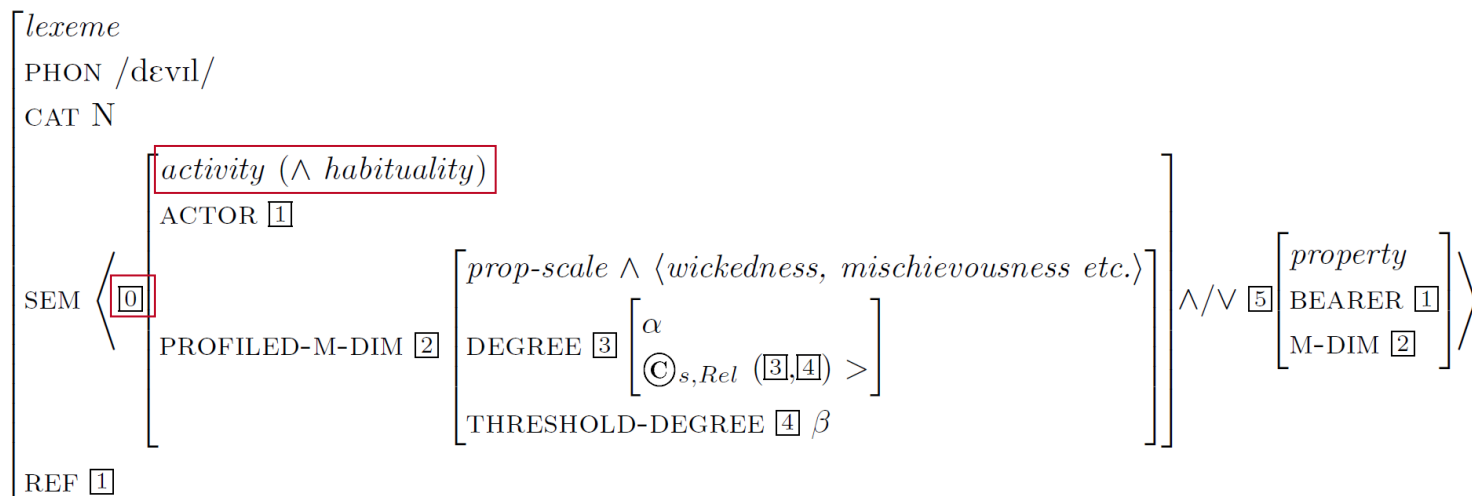 lexeme
PHON /dɛvɪl/
CAT N
activity (∧ habituality)
ACTOR 1
prop-scale ∧ ⟨wickedness, mischievousness etc.⟩
SEM ⟨ 0 PROFILED-M-DIM 2 DEGREE 3 α
©s,Rel (3,4) >
THRESHOLD-DEGREE 4 β
∧/∨ 5 property
BEARER 1
M-DIM 2 ⟩
REF 1